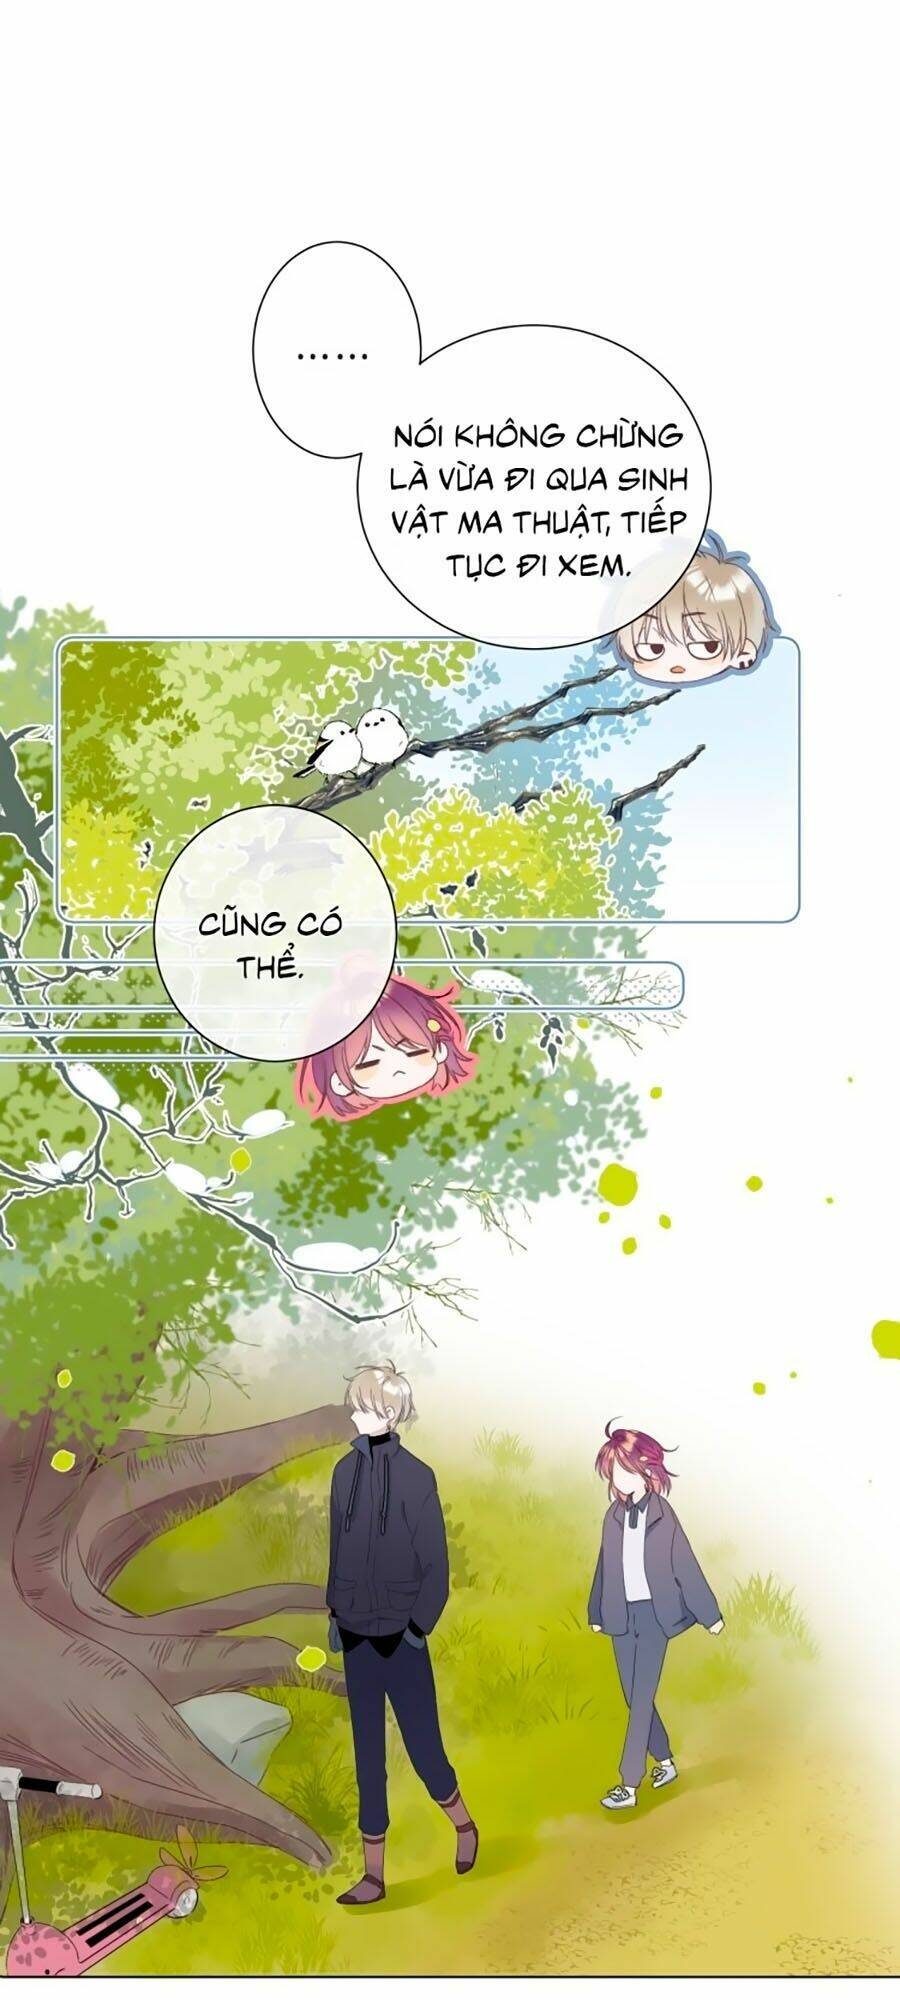 ......
NÓI KHÔNG CHỪNG
LÀ VỪA ĐI QUA SINH
VẬT MA THUẬT, TIẾP
TỤC ĐI XEM.
CŨNG CÓ
THỂ.